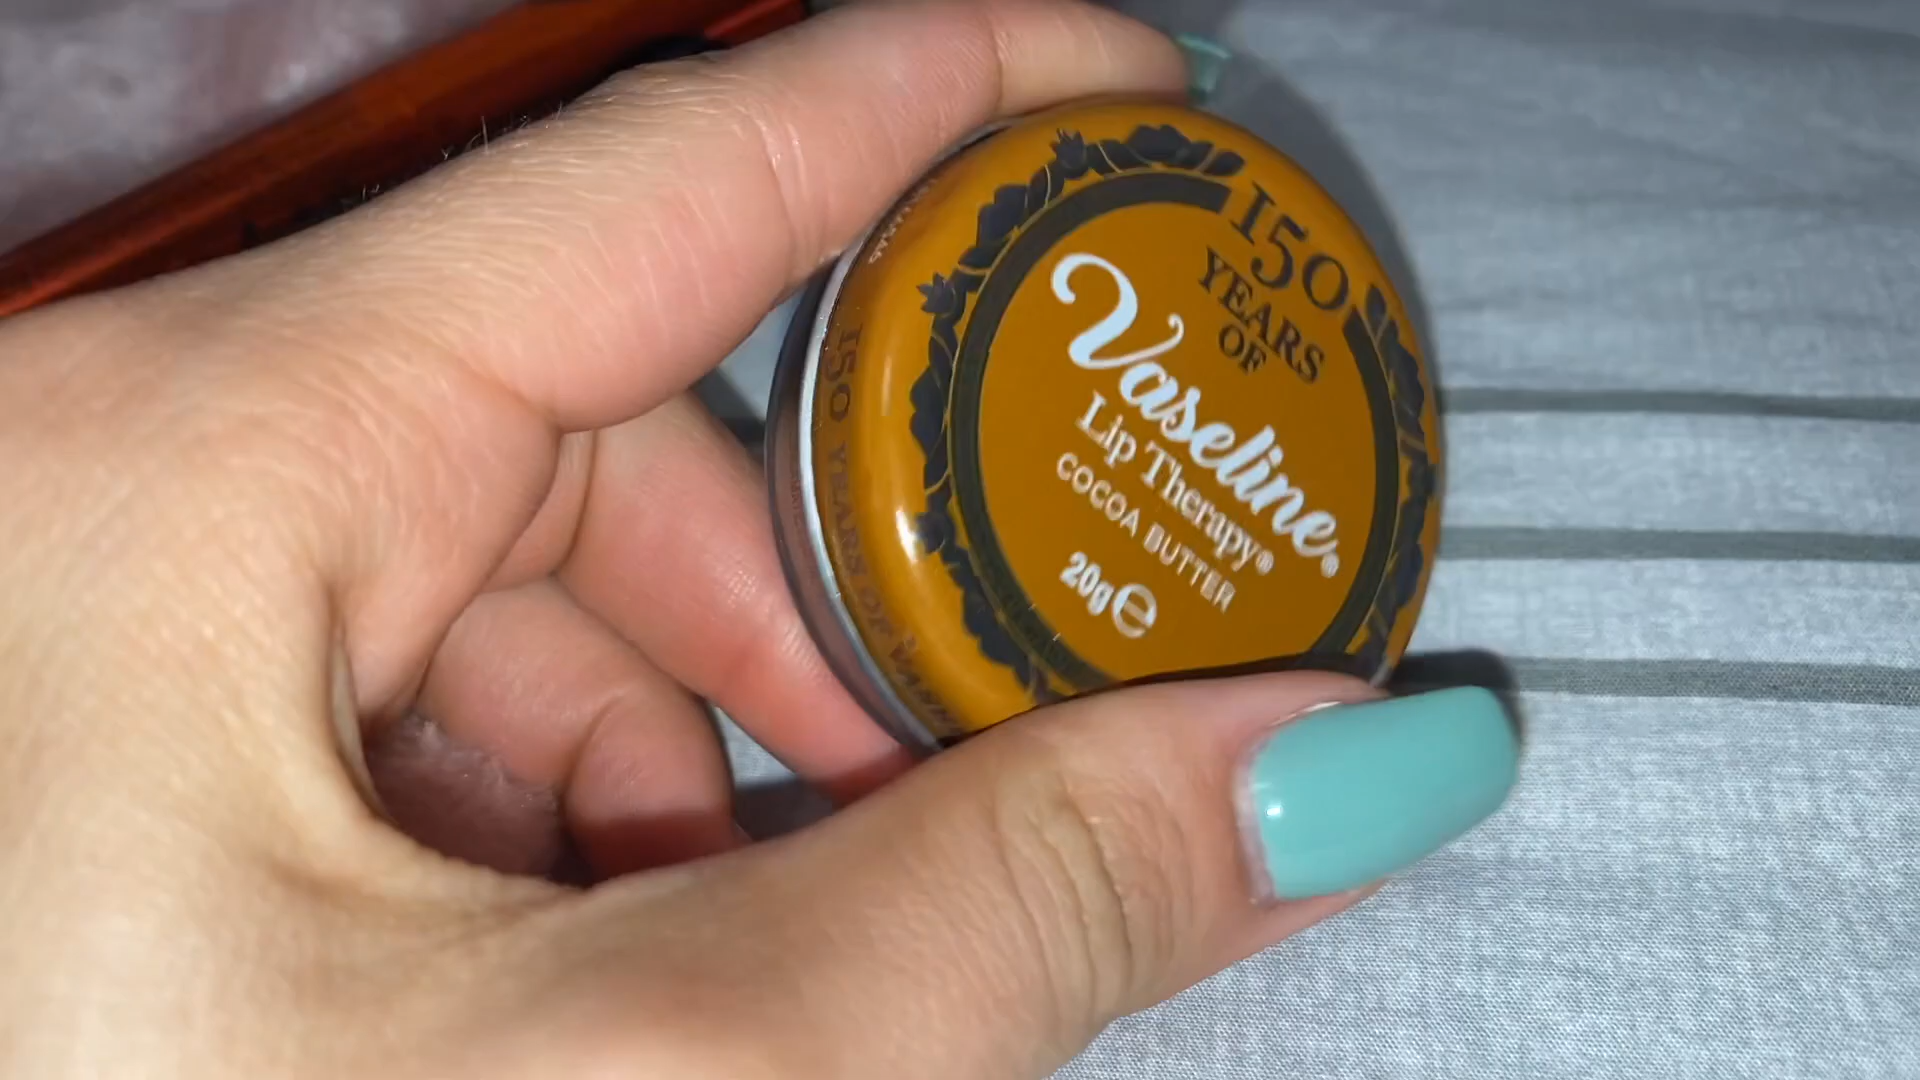 150
YEARS
OF
Vaseline®
Lip Therapy®
COCOA BUTTER
20g℮
150 YEARS OF